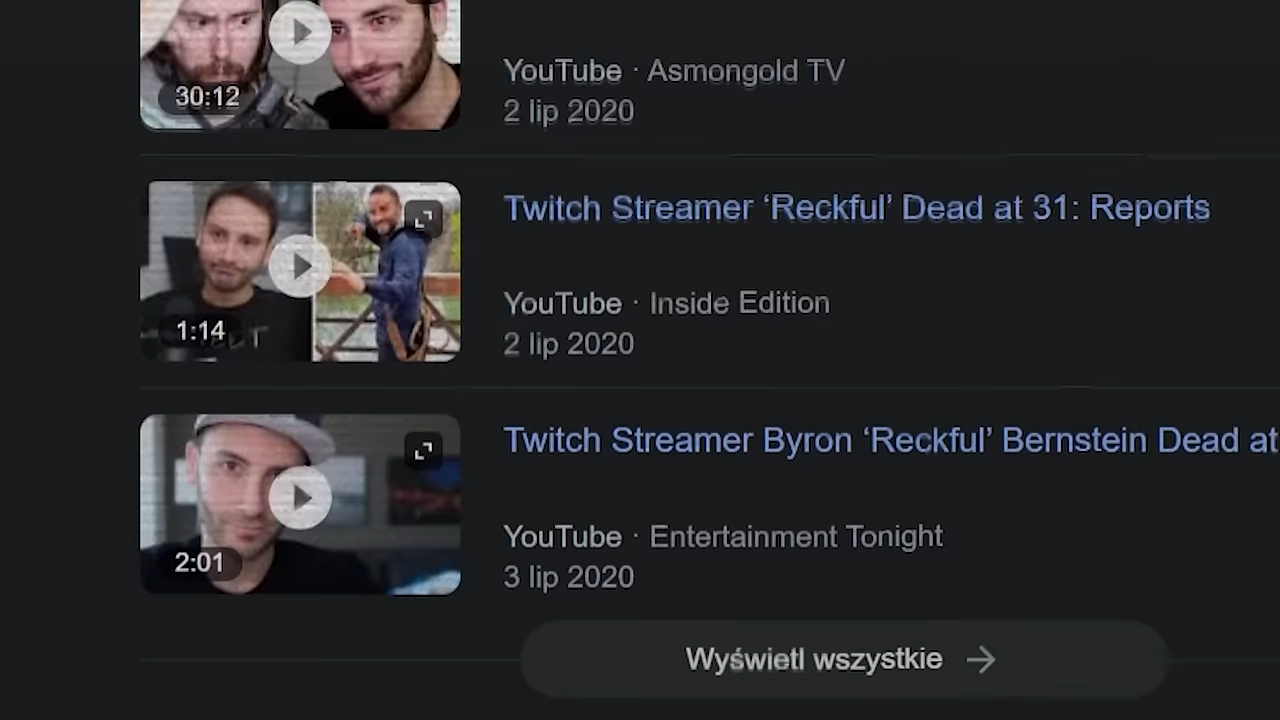 30:12
YouTube · Asmongold TV
2 lip 2020
Twitch Streamer ‘Reckful’ Dead at 31: Reports
1:14
YouTube · Inside Edition
2 lip 2020
Twitch Streamer Byron ‘Reckful’ Bernstein Dead at
2:01
YouTube · Entertainment Tonight
3 lip 2020
Wyświetl wszystkie